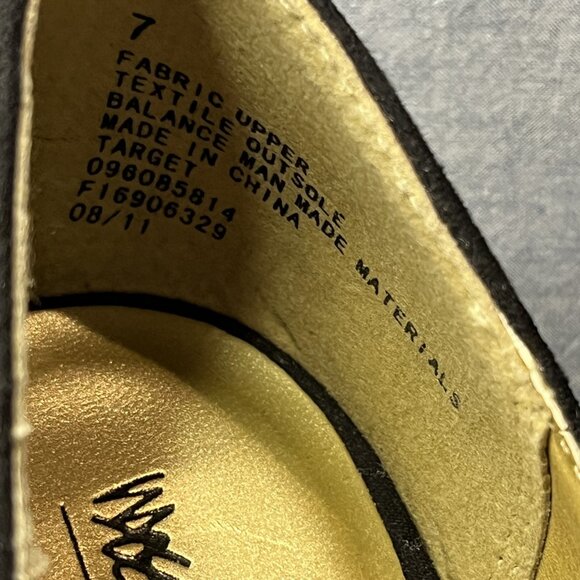 7
FABRIC UPPER
TEXTILE OUTSOLE
BALANCE MAN MADE MATERIALS
MADE IN CHINA
TARGET
096085814
F16906329
08/11